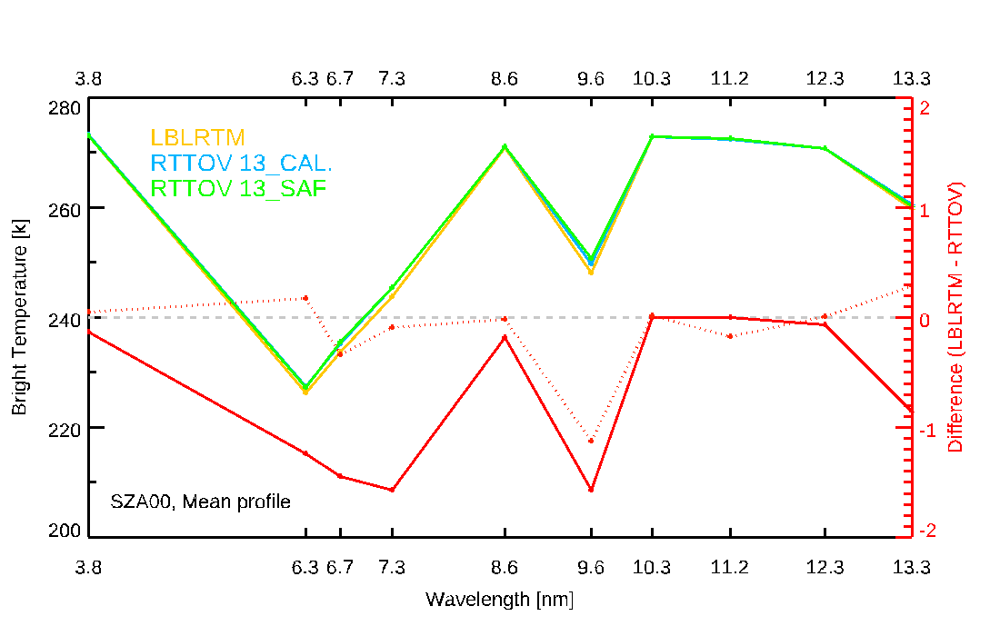 3.8 6.3 6.7 7.3 8.6 9.6 10.3 11.2 12.3 13.3
280
260
240
220
200
Bright Temperature [k]
LBLRTM
RTTOV 13_CAL.
RTTOV 13_SAF
SZA00, Mean profile
2
1
0
-1
-2
Difference (LBLRTM - RTTOV)
3.8 6.3 6.7 7.3 8.6 9.6 10.3 11.2 12.3 13.3
Wavelength [nm]